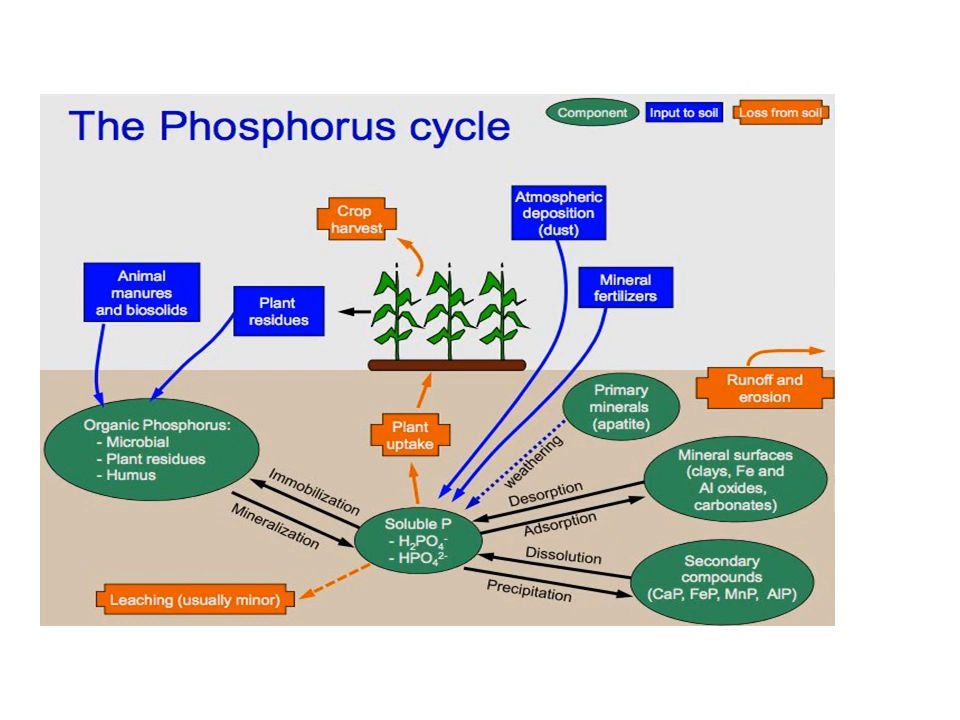 The Phosphorus cycle
Component
Input to soil
Loss from soil
Atmospheric
deposition
(dust)
Crop
harvest
Animal
manures
and biosolids
Plant
residues
Mineral
fertilizers
Runoff and
erosion
Primary
minerals
(apatite)
Plant
uptake
Organic Phosphorus:
- Microbial
- Plant residues
- Humus
weathering
Mineral surfaces
(clays, Fe and
Al oxides,
carbonates)
Immobilization
Mineralization
Desorption
Adsorption
Soluble P
- H₂PO₄⁻
- HPO₄²⁻
Dissolution
Precipitation
Secondary
compounds
(CaP, FeP, MnP, AlP)
Leaching (usually minor)